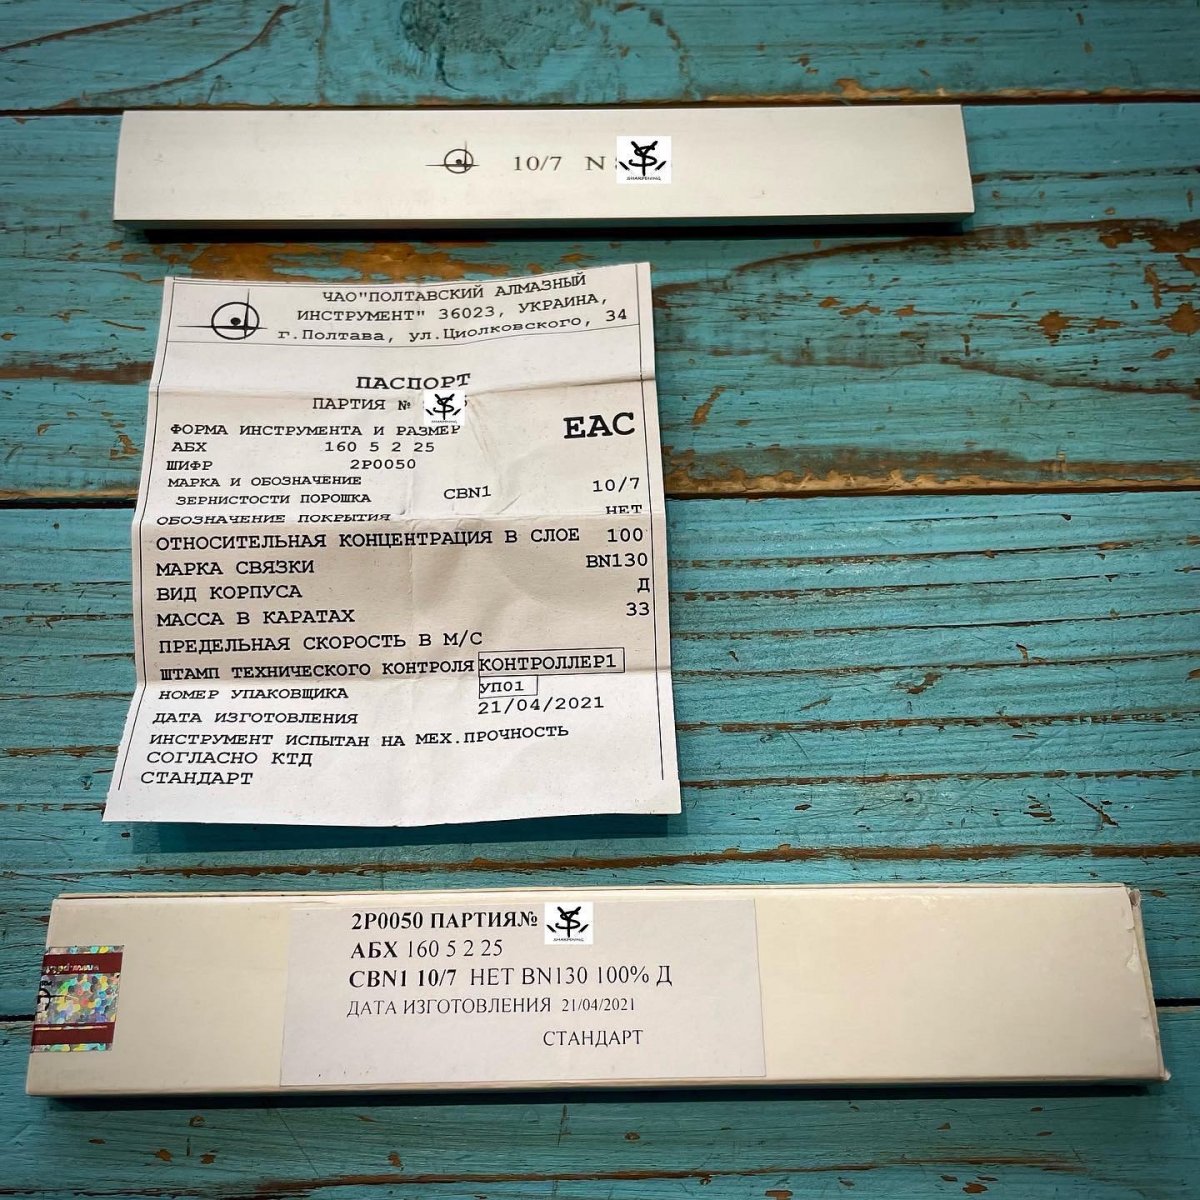 10/7 N
SHARPENING
ЧАО"ПОЛТАВСКИЙ АЛМАЗНЫЙ
ИНСТРУМЕНТ" 36023, УКРАИНА,
г.Полтава, ул.Циолковского, 34
ПАСПОРТ
ПАРТИЯ №
SHARPENING
ФОРМА ИНСТРУМЕНТА И РАЗМЕР
EAC
АБХ 160 5 2 25
ШИФР 2P0050
МАРКА И ОБОЗНАЧЕНИЕ
ЗЕРНИСТОСТИ ПОРОШКА CBN1 10/7
ОБОЗНАЧЕНИЕ ПОКРЫТИЯ НЕТ
ОТНОСИТЕЛЬНАЯ КОНЦЕНТРАЦИЯ В СЛОЕ 100
МАРКА СВЯЗКИ BN130
ВИД КОРПУСА Д
МАССА В КАРАТАХ 33
ПРЕДЕЛЬНАЯ СКОРОСТЬ В М/С
ШТАМП ТЕХНИЧЕСКОГО КОНТРОЛЯ КОНТРОЛЛЕР1
НОМЕР УПАКОВЩИКА УП01
ДАТА ИЗГОТОВЛЕНИЯ 21/04/2021
ИНСТРУМЕНТ ИСПЫТАН НА МЕХ.ПРОЧНОСТЬ
СОГЛАСНО КТД
СТАНДАРТ
2P0050 ПАРТИЯ№
SHARPENING
АБХ 160 5 2 25
CBN1 10/7 НЕТ BN130 100% Д
ДАТА ИЗГОТОВЛЕНИЯ 21/04/2021
СТАНДАРТ